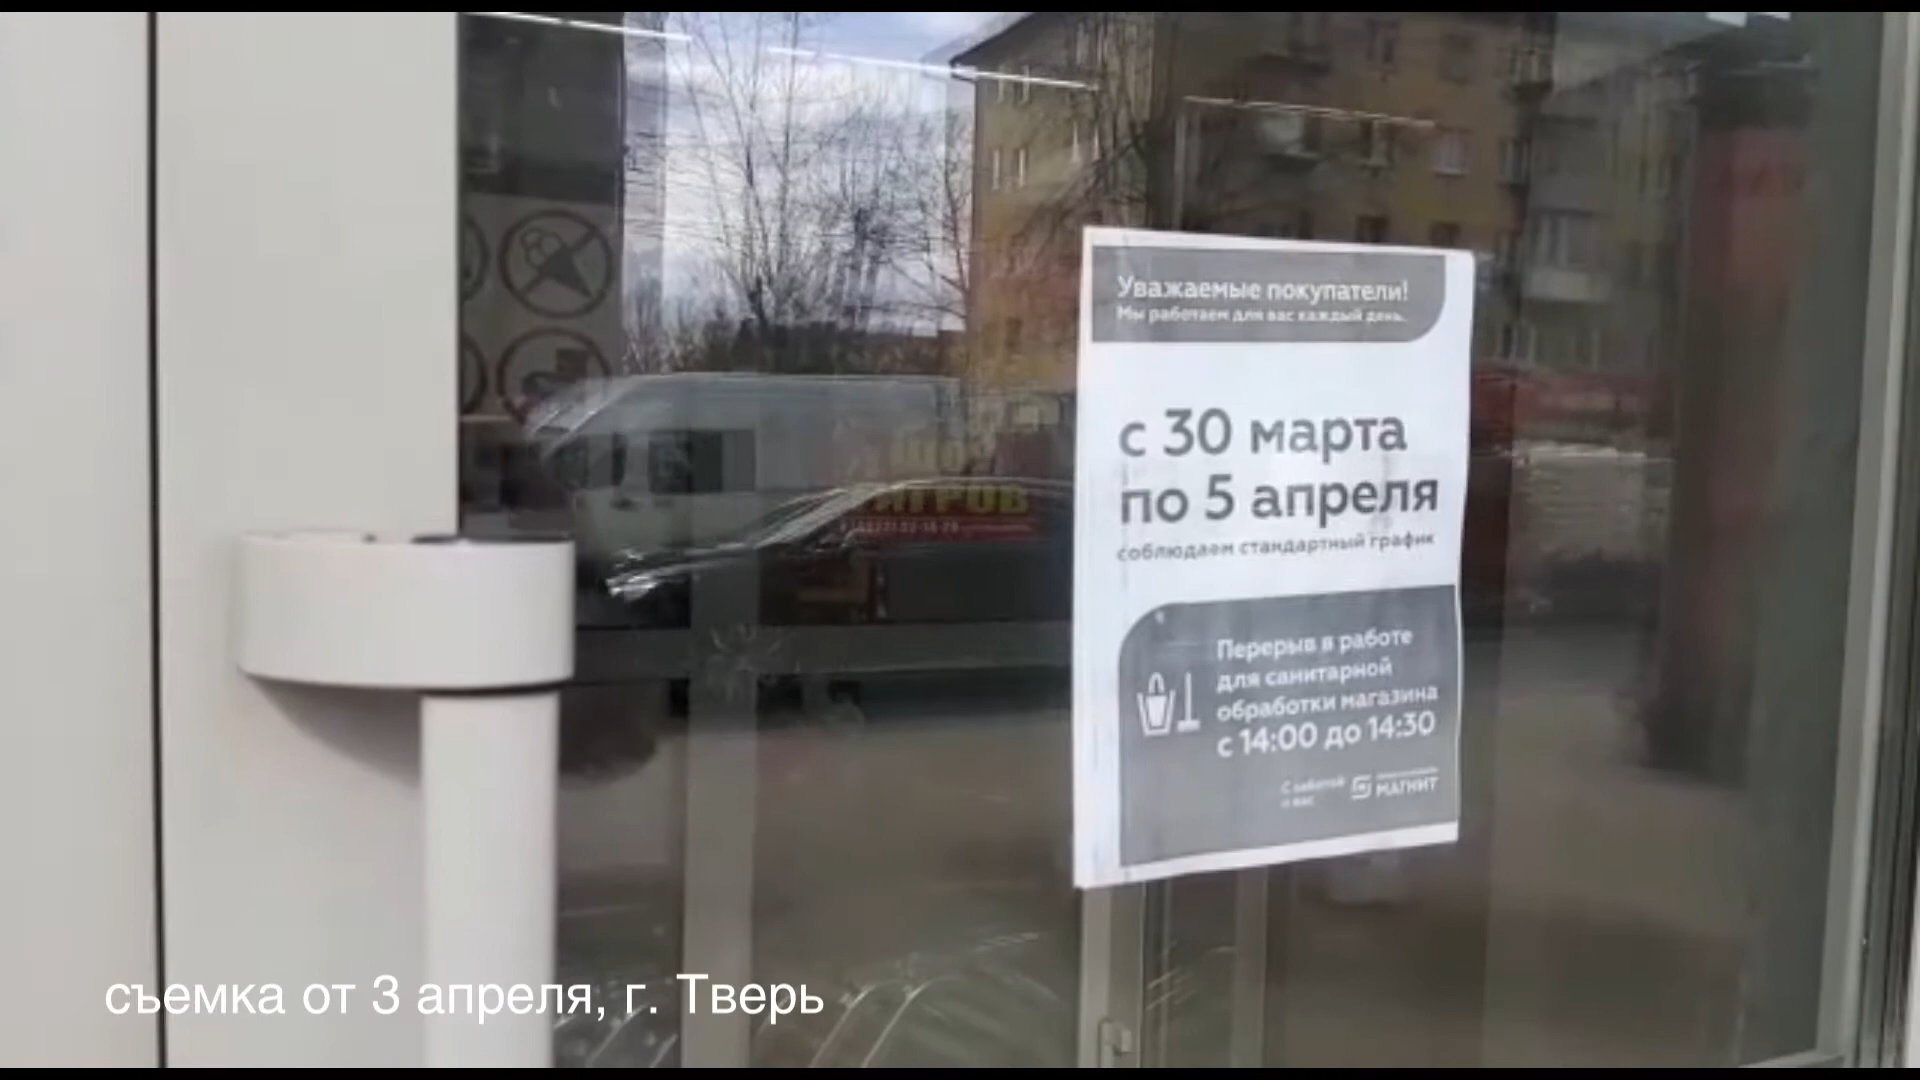 Уважаемые покупатели!
Мы работаем для вас каждый день.
с 30 марта
по 5 апреля
соблюдаем стандартный график
Перерыв в работе
для санитарной
обработки магазина
с 14:00 до 14:30
С заботой
о вас
МАГНИТ
съемка от 3 апреля, г. Тверь